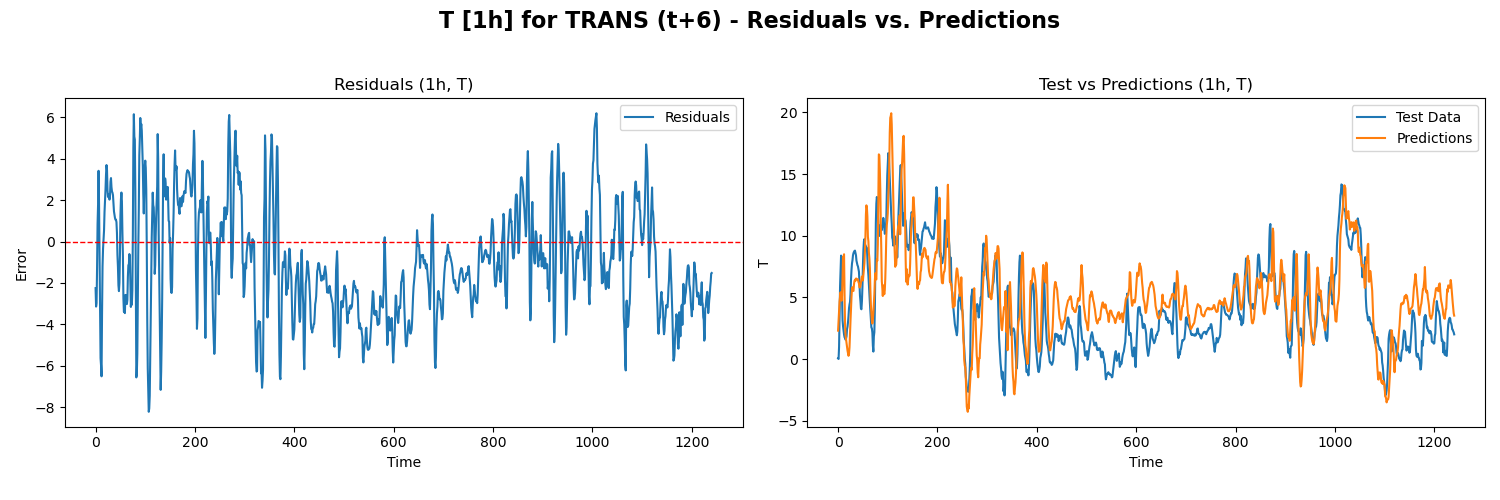 T [1h] for TRANS (t+6) - Residuals vs. Predictions
Residuals (1h, T)
Residuals
Error
6
4
2
0
−2
−4
−6
−8
0 200 400 600 800 1000 1200
Time
Test vs Predictions (1h, T)
Test Data
Predictions
T
20
15
10
5
0
−5
0 200 400 600 800 1000 1200
Time